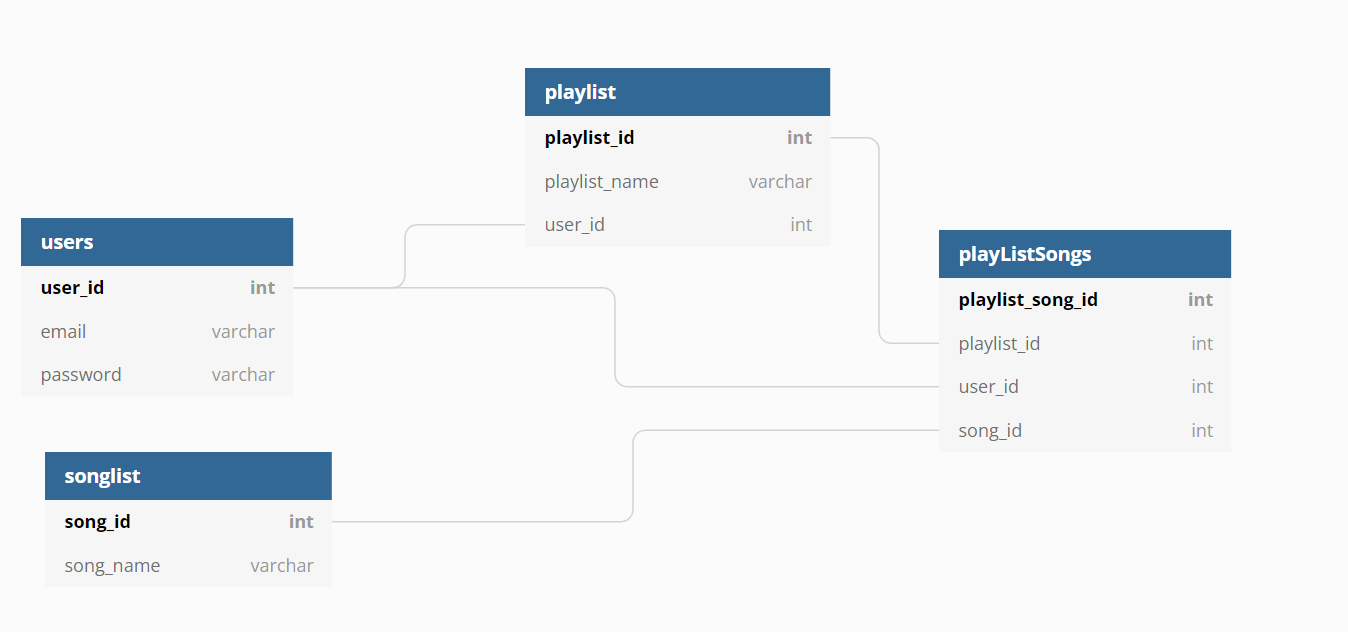 playlist
playlist_id int
playlist_name varchar
user_id int
users
user_id int
email varchar
password varchar
playListSongs
playlist_song_id int
playlist_id int
user_id int
song_id int
songlist
song_id int
song_name varchar